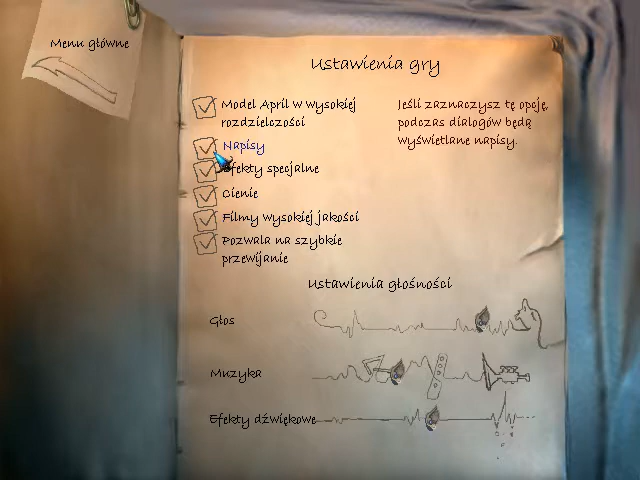 Menu główne
Ustawienia gry
Model April w wysokiej
rozdzielczości
Napisy
Efekty specjalne
Cienie
Filmy wysokiej jakości
Pozwala na szybkie
przewijanie
Jeśli zaznaczysz tę opcję,
podczas dialogów będą
wyświetlane napisy.
Ustawienia głośności
Głos
Muzyka
Efekty dźwiękowe